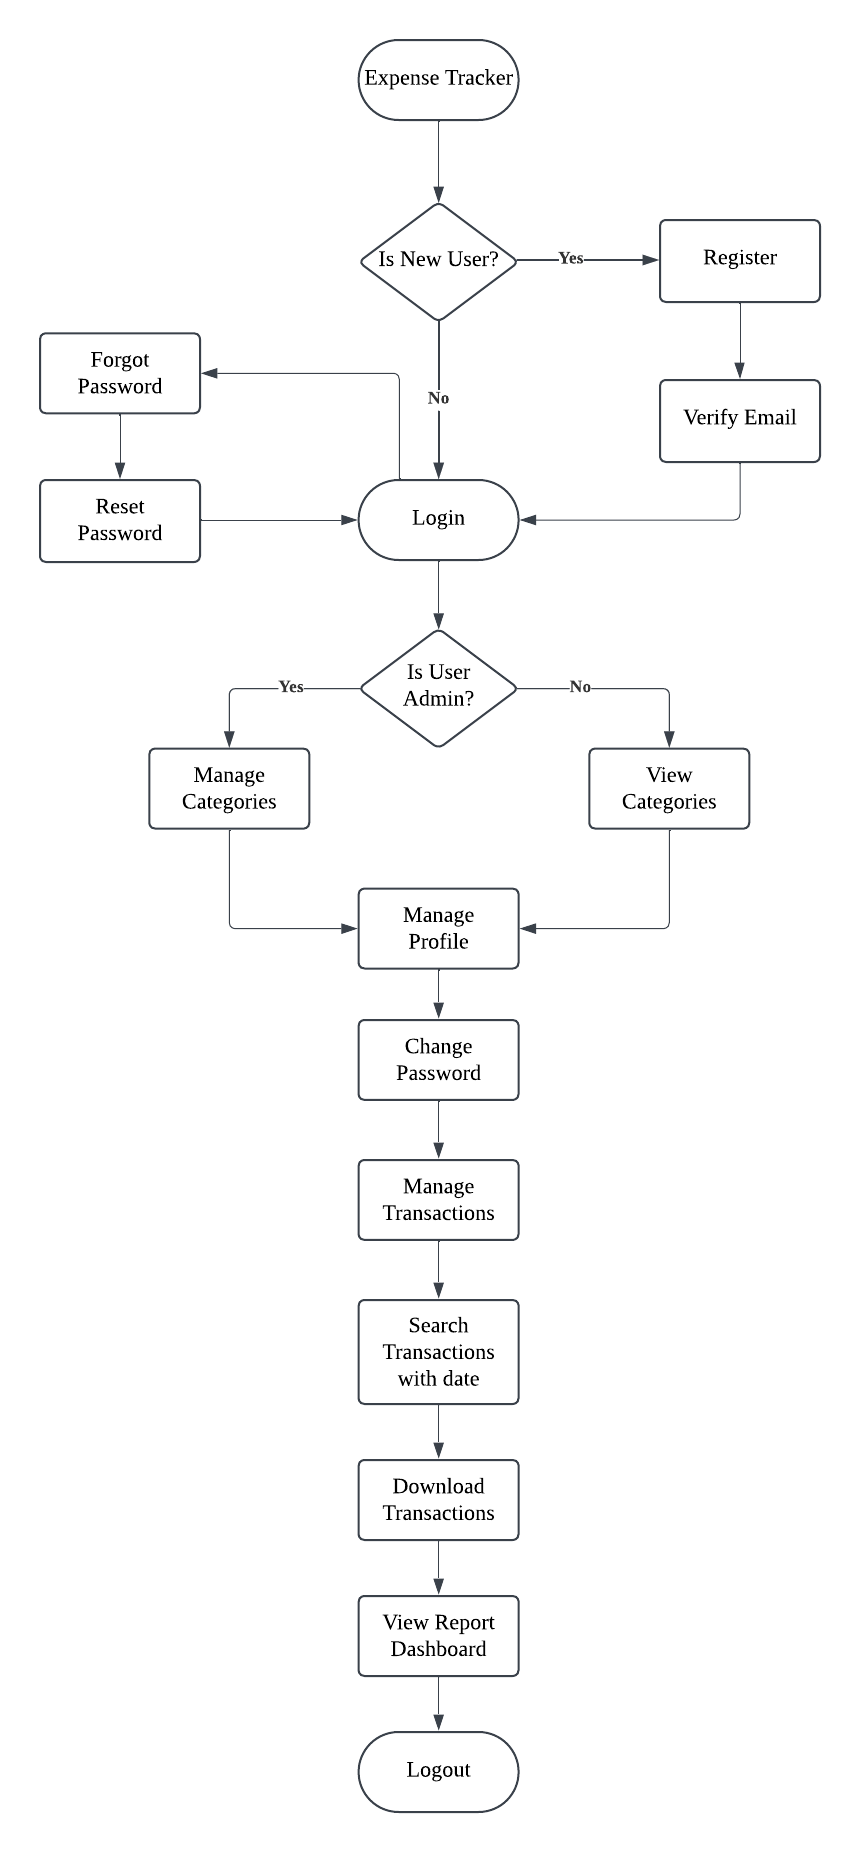 Expense Tracker
Is New User?
Yes
Register
Forgot
Password
No
Verify Email
Reset
Password
Login
Is User
Admin?
Yes
No
Manage
Categories
View
Categories
Manage
Profile
Change
Password
Manage
Transactions
Search
Transactions
with date
Download
Transactions
View Report
Dashboard
Logout